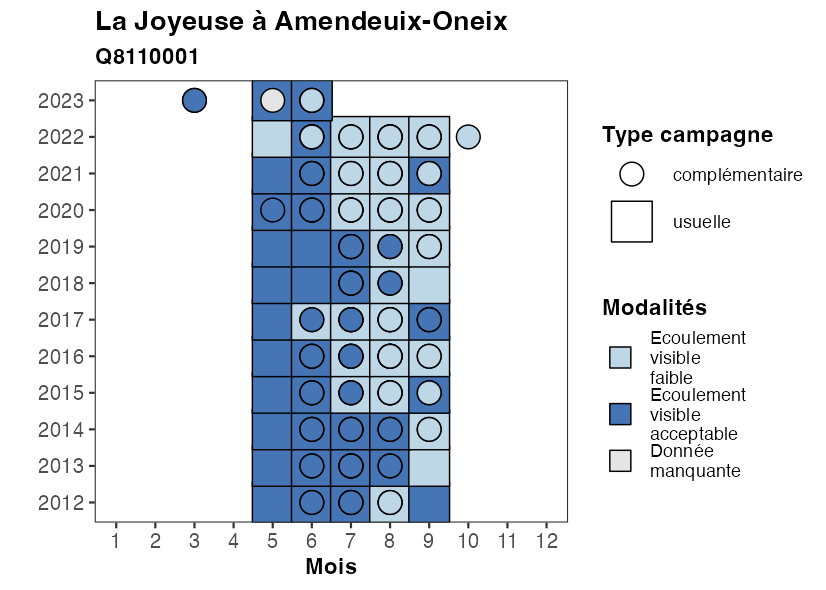 La Joyeuse à Amendeuix-Oneix
Q8110001
2023
2022
2021
2020
2019
2018
2017
2016
2015
2014
2013
2012
1 2 3 4 5 6 7 8 9 10 11 12
Mois
Type campagne
complémentaire
usuelle
Modalités
Ecoulement
visible
faible
Ecoulement
visible
acceptable
Donnée
manquante